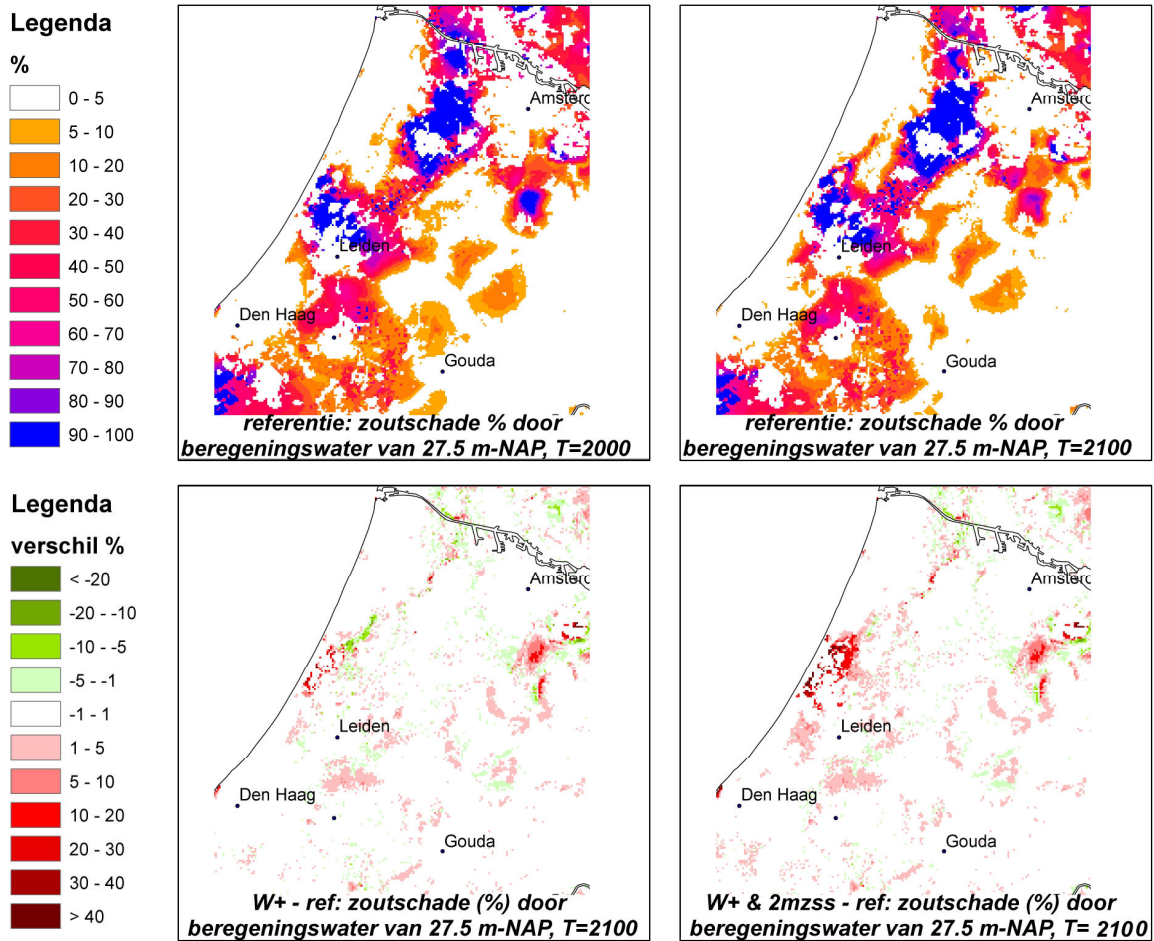 Legenda
%
0 - 5
5 - 10
10 - 20
20 - 30
30 - 40
40 - 50
50 - 60
60 - 70
70 - 80
80 - 90
90 - 100
Amsterd
Leiden
Den Haag
Gouda
referentie: zoutschade % door
beregeningswater van 27.5 m-NAP, T=2000
Amsterd
Leiden
Den Haag
Gouda
referentie: zoutschade % door
beregeningswater van 27.5 m-NAP, T=2100
Legenda
verschil %
< -20
-20 - -10
-10 - -5
-5 - -1
-1 - 1
1 - 5
5 - 10
10 - 20
20 - 30
30 - 40
> 40
Amsterd
Leiden
Den Haag
Gouda
W+ - ref: zoutschade (%) door
beregeningswater van 27.5 m-NAP, T=2100
Amsterd
Leiden
Den Haag
Gouda
W+ & 2mzss - ref: zoutschade (%) door
beregeningswater van 27.5 m-NAP, T= 2100